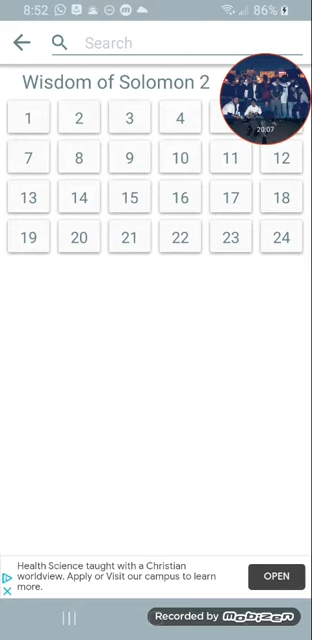 8:52 86%
Search
Wisdom of Solomon 2
20:07
1 2 3 4
7 8 9 10 11 12
13 14 15 16 17 18
19 20 21 22 23 24
Health Science taught with a Christian
worldview. Apply or Visit our campus to learn
more.
OPEN
Recorded by mobizen